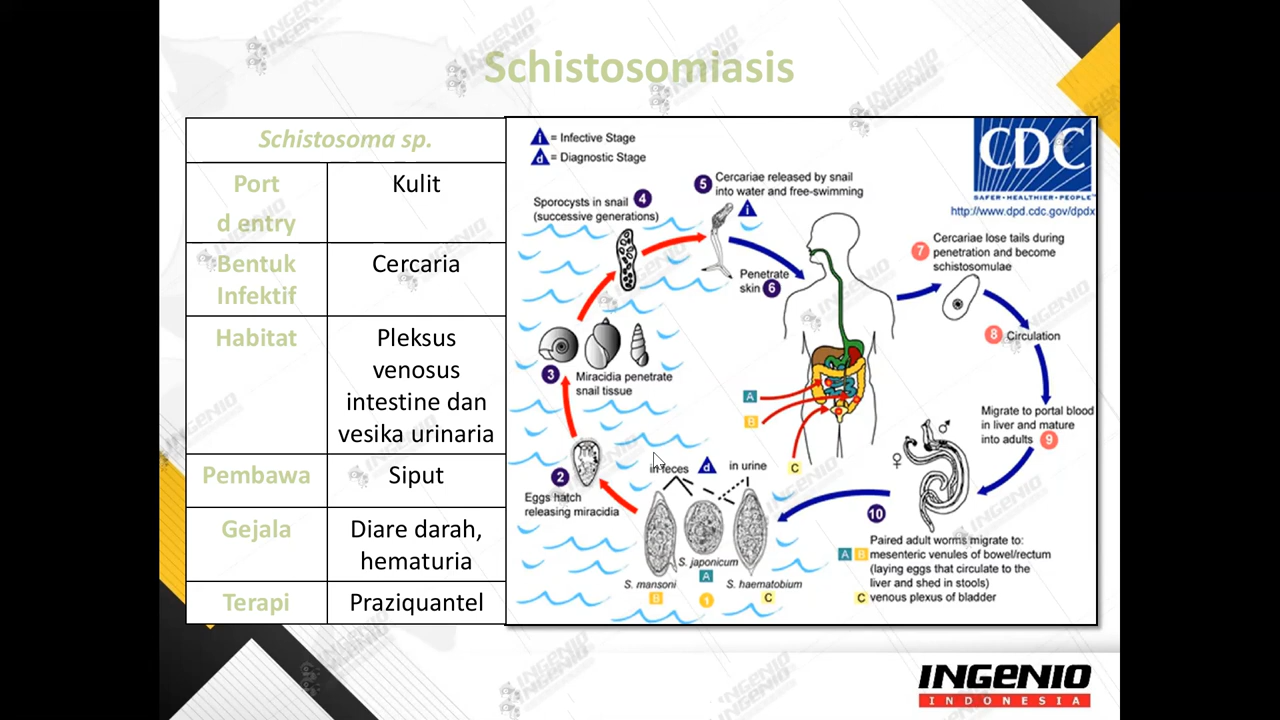 Schistosomiasis
Schistosoma sp.
Port
d entry
Kulit
Bentuk
Infektif
Cercaria
Habitat
Pleksus
venosus
intestine dan
vesika urinaria
Pembawa
Siput
Gejala
Diare darah,
hematuria
Terapi
Praziquantel
i = Infective Stage
d = Diagnostic Stage
CDC
SAFER • HEALTHIER • PEOPLE™
http://www.dpd.cdc.gov/dpdx
4
Sporocysts in snail
(successive generations)
5
Cercariae released by snail
into water and free-swimming
i
Penetrate
skin 6
7
Cercariae lose tails during
penetration and become
schistosomulae
8 Circulation
Migrate to portal blood
in liver and mature
into adults 9
3
Miracidia penetrate
snail tissue
A
B
C
♂
♀
2
Eggs hatch
releasing miracidia
in feces
d
in urine
S. mansoni
B
S. japonicum
A
1
S. haematobium
C
10
Paired adult worms migrate to:
A B mesenteric venules of bowel/rectum
(laying eggs that circulate to the
liver and shed in stools)
C venous plexus of bladder
INGENIO
INDONESIA